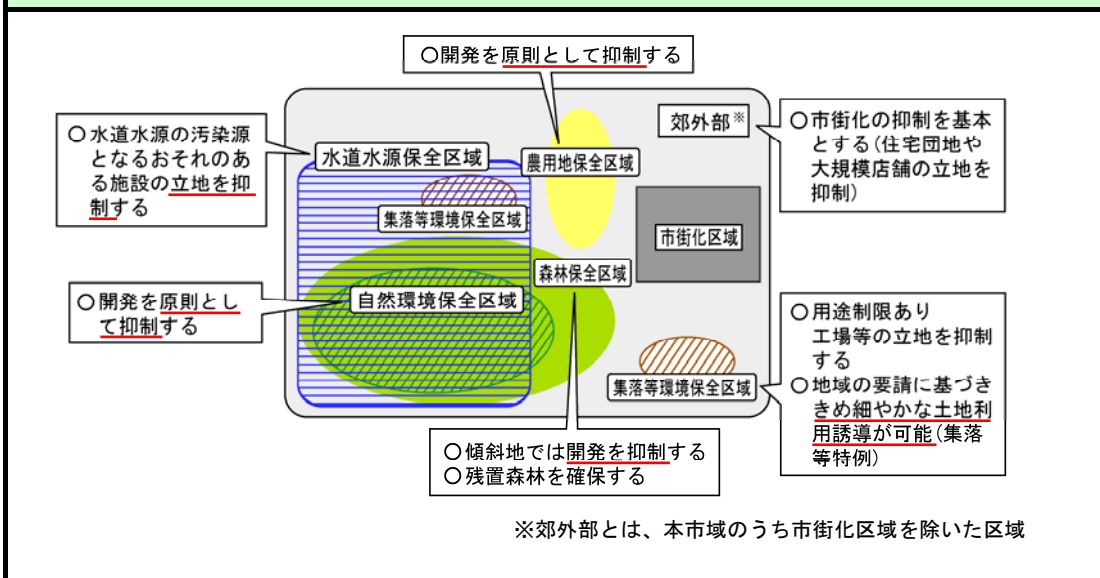 〇開発を原則として抑制する
郊外部※
〇水道水源の汚染源
となるおそれのあ
る施設の立地を抑
制する
〇市街化の抑制を基本
とする(住宅団地や
大規模店舗の立地を
抑制)
水道水源保全区域
農用地保全区域
集落等環境保全区域
市街化区域
森林保全区域
自然環境保全区域
〇開発を原則とし
て抑制する
〇用途制限あり
工場等の立地を抑制
する
〇地域の要請に基づき
きめ細やかな土地利
用誘導が可能(集落
等特例)
集落等環境保全区域
〇傾斜地では開発を抑制する
〇残置森林を確保する
※郊外部とは、本市域のうち市街化区域を除いた区域